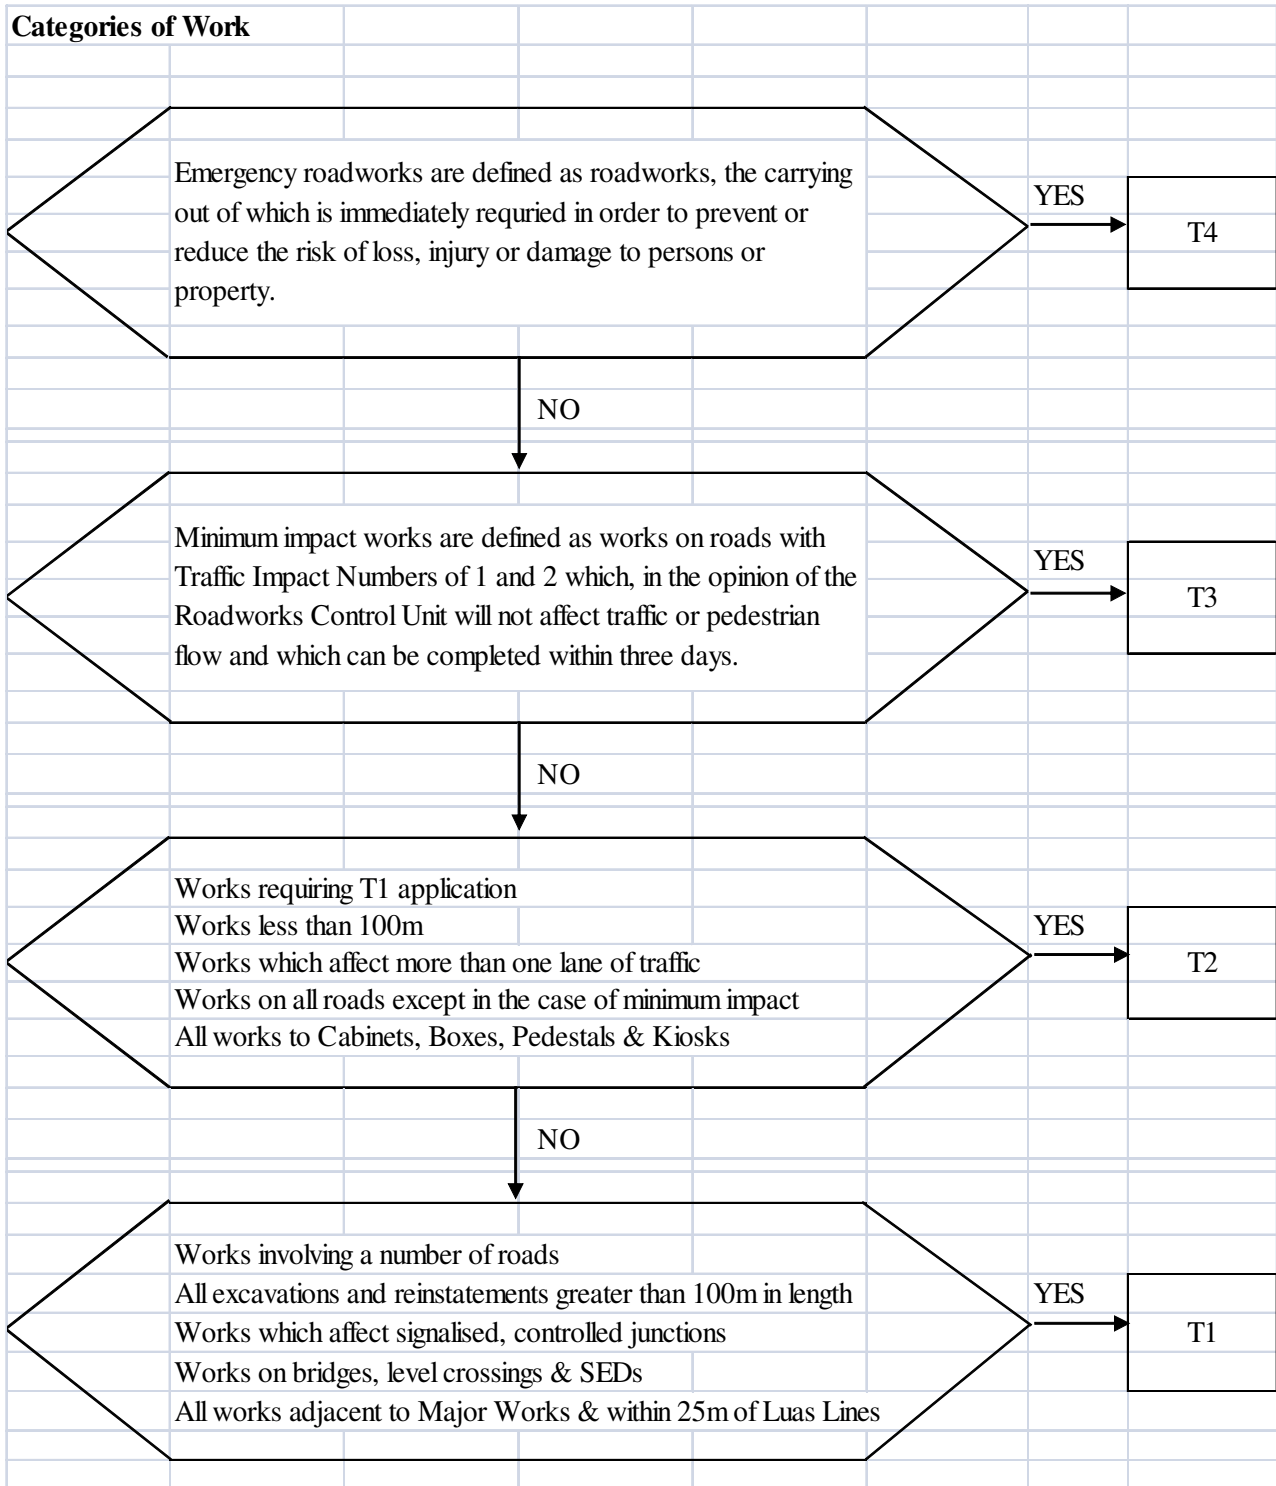 Categories of Work
Emergency roadworks are defined as roadworks, the carrying
out of which is immediately requried in order to prevent or
reduce the risk of loss, injury or damage to persons or
property.
YES
T4
NO
Minimum impact works are defined as works on roads with
Traffic Impact Numbers of 1 and 2 which, in the opinion of the
Roadworks Control Unit will not affect traffic or pedestrian
flow and which can be completed within three days.
YES
T3
NO
Works requiring T1 application
Works less than 100m
Works which affect more than one lane of traffic
Works on all roads except in the case of minimum impact
All works to Cabinets, Boxes, Pedestals & Kiosks
YES
T2
NO
Works involving a number of roads
All excavations and reinstatements greater than 100m in length
Works which affect signalised, controlled junctions
Works on bridges, level crossings & SEDs
All works adjacent to Major Works & within 25m of Luas Lines
YES
T1